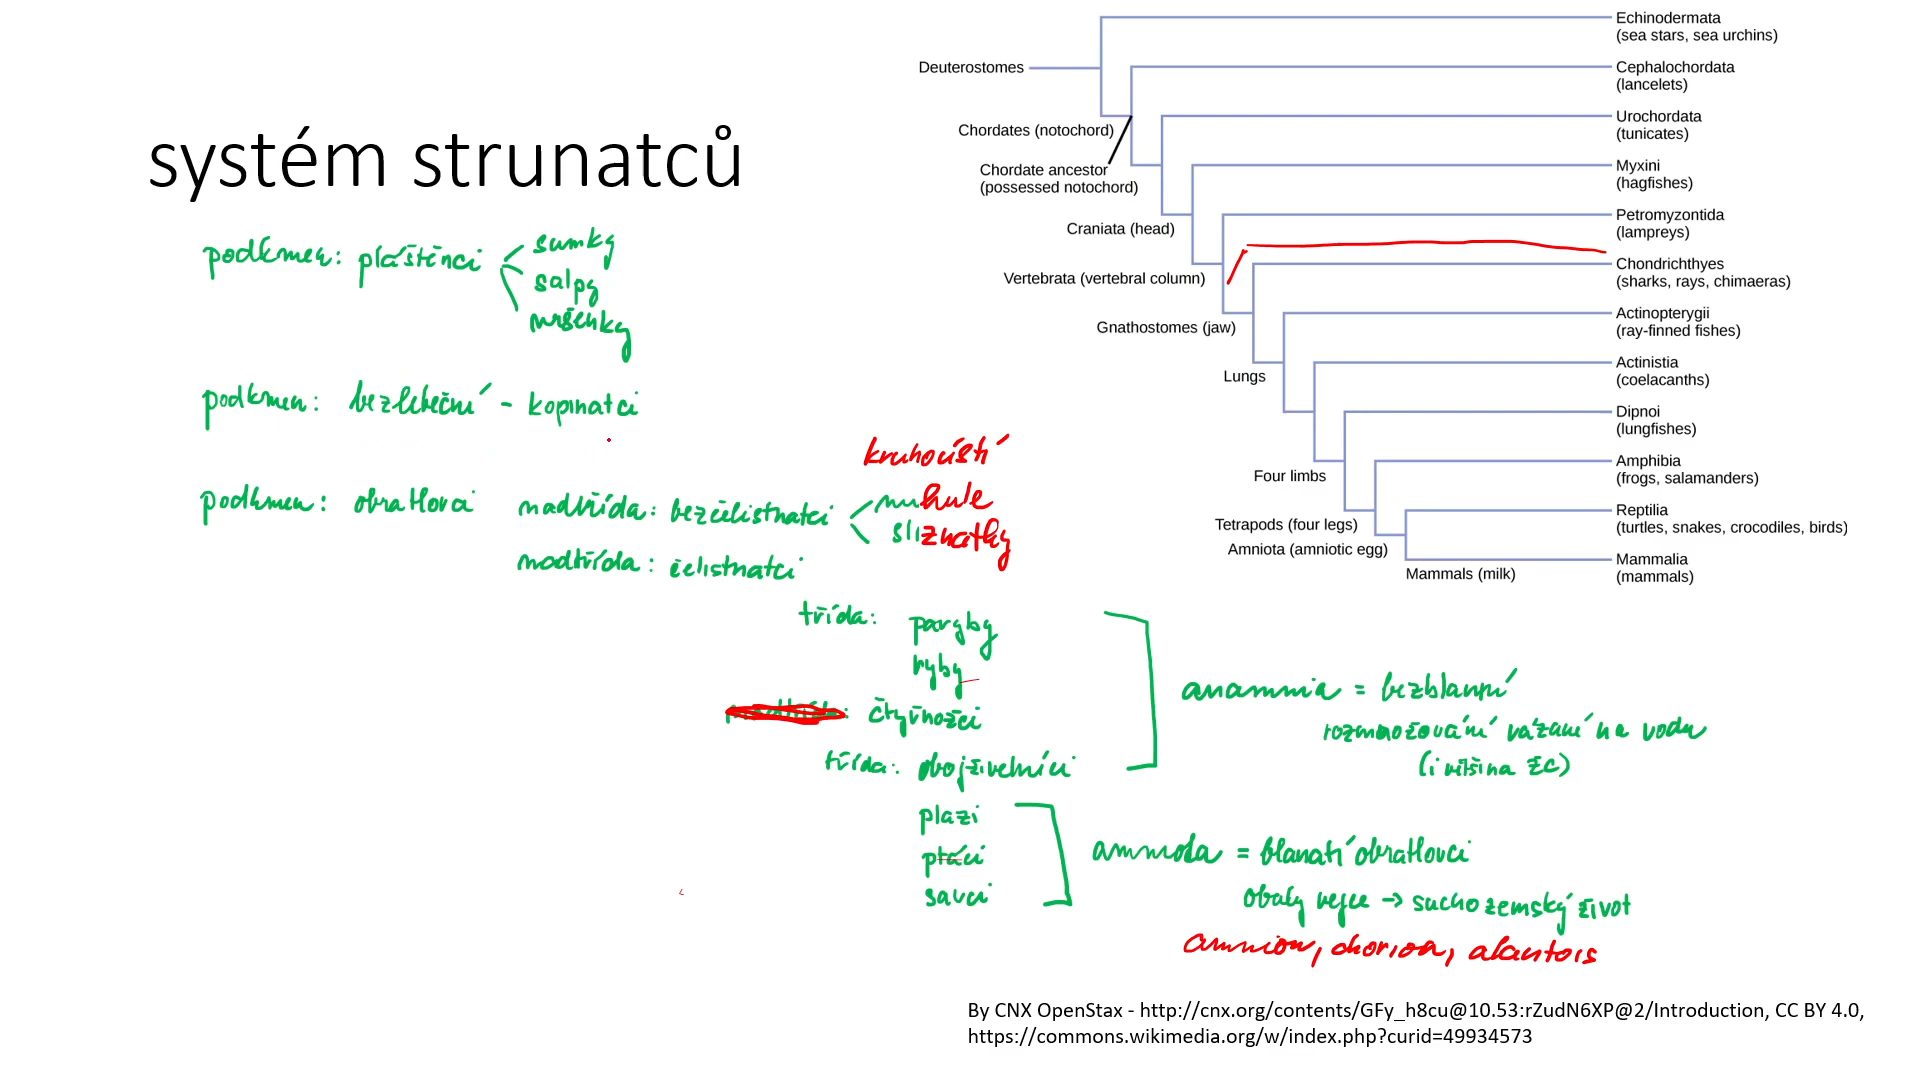 systém strunatců
podkmen: pláštěnci
sumky
salpy
vršenky
podkmen: bezlebeční - kopinatci
podkmen: obratlovci nadtřída: bezčelistnatci
kruhoústí
mihule
sliznatky
nadtřída: čelistnatci
třída: paryby
ryby
čtyřnožci
třída: obojživelníci
plazi
ptáci
savci
anamnia = bezblanní
rozmnožování vázané na vodu
(i většina ŽC)
amniota = blanatí obratlovci
obaly vejce → suchozemský život
amnion, chorion, alantois
Deuterostomes
Chordates (notochord)
Chordate ancestor
(possessed notochord)
Craniata (head)
Vertebrata (vertebral column)
Gnathostomes (jaw)
Lungs
Four limbs
Tetrapods (four legs)
Amniota (amniotic egg)
Mammals (milk)
Echinodermata
(sea stars, sea urchins)
Cephalochordata
(lancelets)
Urochordata
(tunicates)
Myxini
(hagfishes)
Petromyzontida
(lampreys)
Chondrichthyes
(sharks, rays, chimaeras)
Actinopterygii
(ray-finned fishes)
Actinistia
(coelacanths)
Dipnoi
(lungfishes)
Amphibia
(frogs, salamanders)
Reptilia
(turtles, snakes, crocodiles, birds)
Mammalia
(mammals)
By CNX OpenStax - http://cnx.org/contents/GFy_h8cu@10.53:rZudN6XP@2/Introduction, CC BY 4.0,
https://commons.wikimedia.org/w/index.php?curid=49934573